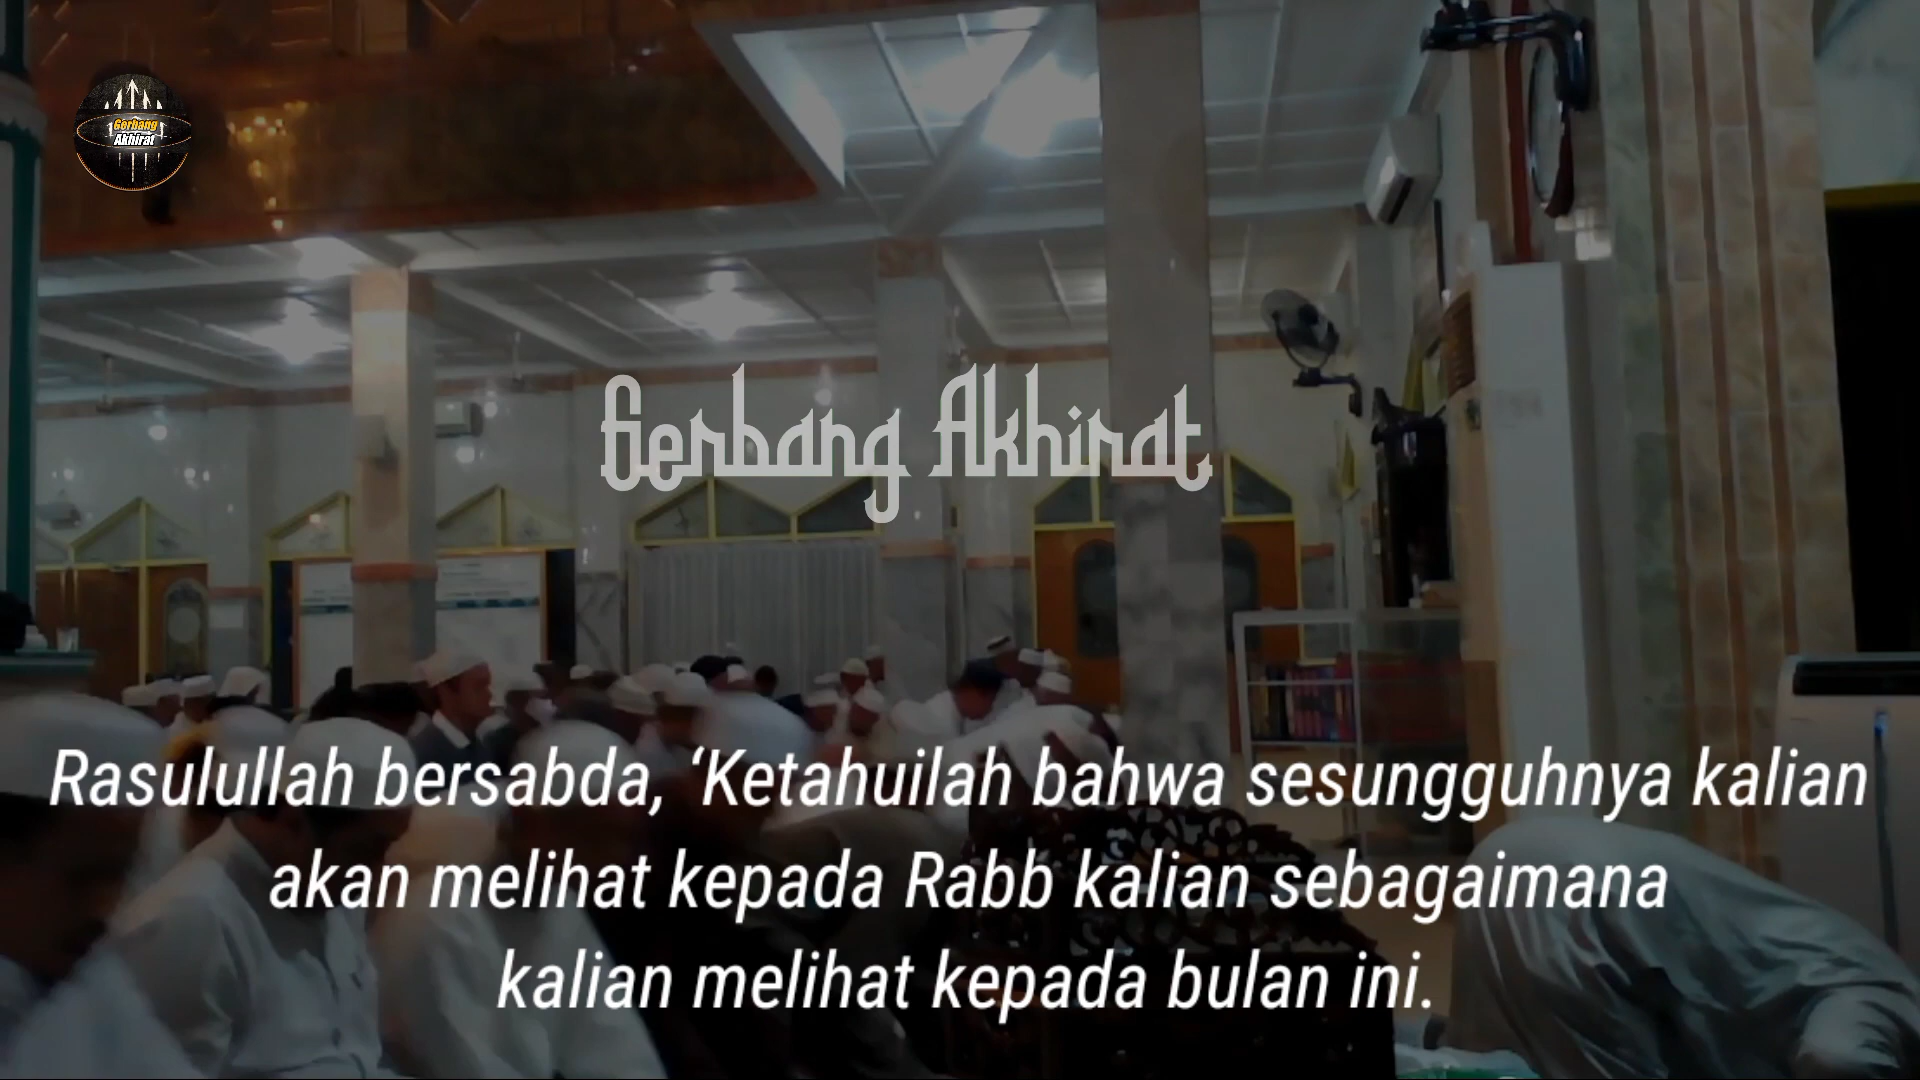 Gerbang
Akhirat
Gerbang Akhirat
Rasulullah bersabda, ‘Ketahuilah bahwa sesungguhnya kalian
akan melihat kepada Rabb kalian sebagaimana
kalian melihat kepada bulan ini.